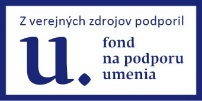 Z verejných zdrojov podporil
u. fond
na podporu
umenia